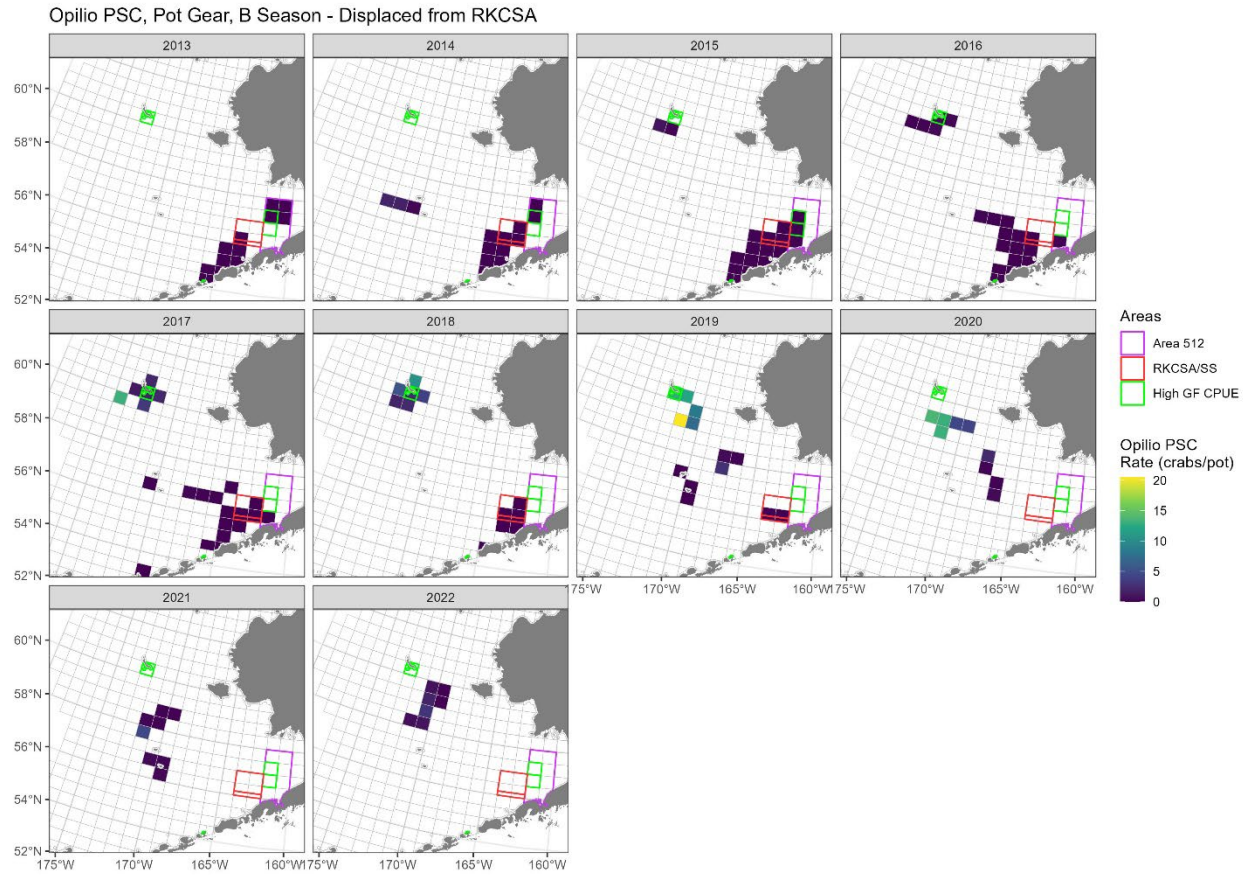 Opilio PSC, Pot Gear, B Season - Displaced from RKCSA
2013
2014
2015
2016
60°N
58°N
56°N
54°N
52°N
2017
2018
2019
2020
60°N
58°N
56°N
54°N
52°N
175°W
170°W
165°W
160°W
175°W
170°W
165°W
160°W
2021
2022
60°N
58°N
56°N
54°N
52°N
175°W
170°W
165°W
160°W
175°W
170°W
165°W
160°W
Areas
Area 512
RKCSA/SS
High GF CPUE
Opilio PSC
Rate (crabs/pot)
20
15
10
5
0